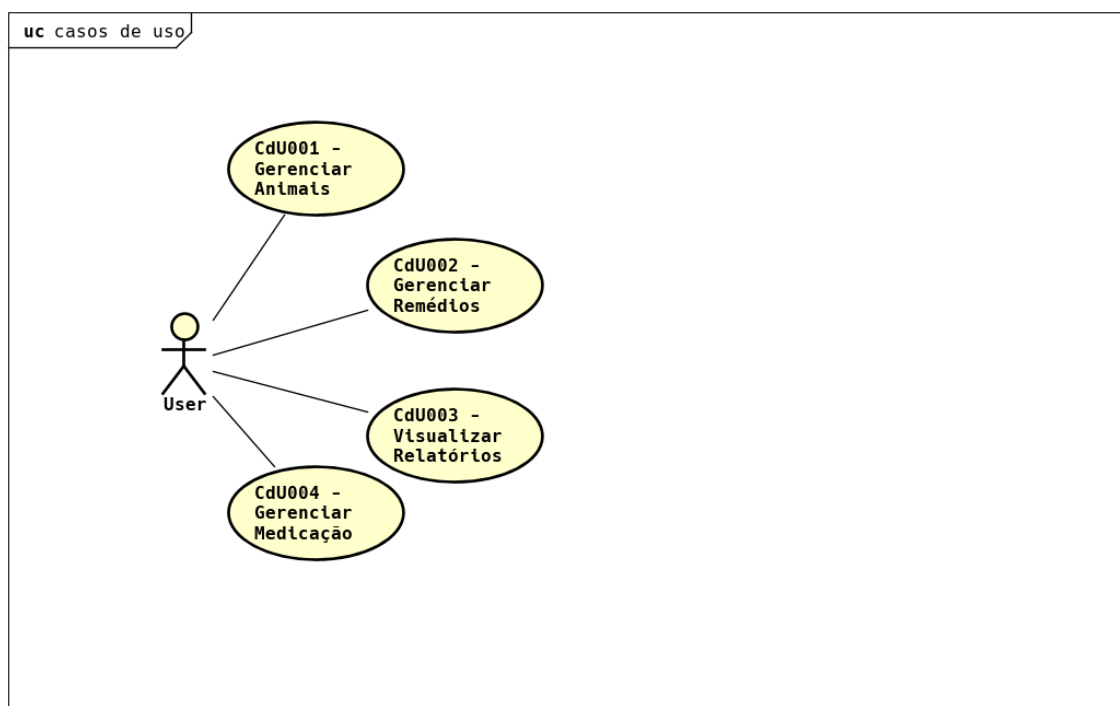 uc casos de uso
CdU001 -
Gerenciar
Animais
CdU002 -
Gerenciar
Remédios
User
CdU003 -
Visualizar
Relatórios
CdU004 -
Gerenciar
Medicação